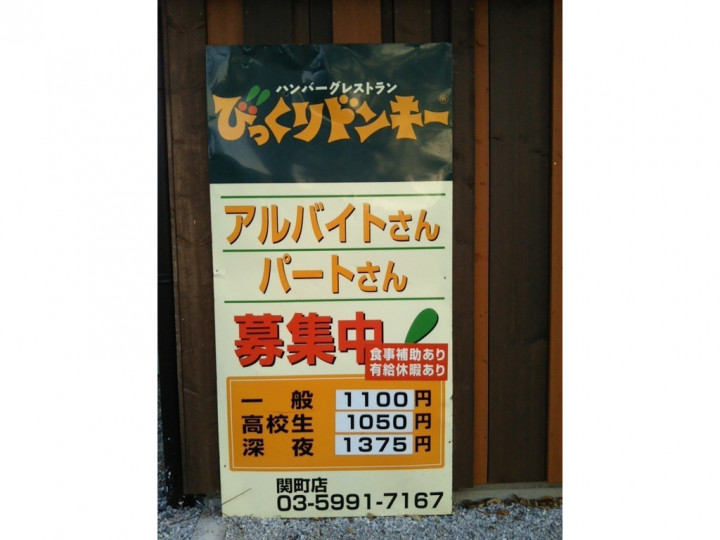 ハンバーグレストラン
びっくりドンキー®
アルバイトさん
パートさん
募集中!
食事補助あり
有給休暇あり
一般 1100円
高校生 1050円
深夜 1375円
関町店
03-5991-7167